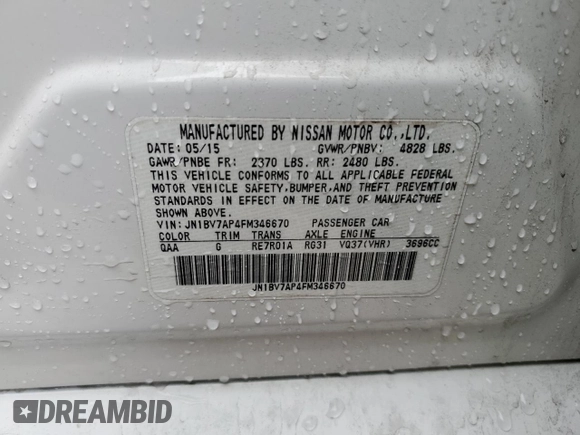 MANUFACTURED BY NISSAN MOTOR CO.,LTD.
DATE: 05/15 GVWR/PNBV: 4828 LBS.
GAWR/PNBE FR: 2370 LBS. RR: 2480 LBS.
THIS VEHICLE CONFORMS TO ALL APPLICABLE FEDERAL
MOTOR VEHICLE SAFETY,BUMPER,AND THEFT PREVENTION
STANDARDS IN EFFECT ON THE DATE OF MANUFACTURE
SHOWN ABOVE.
VIN: JN1BV7AP4FM346670 PASSENGER CAR
COLOR TRIM TRANS AXLE ENGINE
QAA G RE7R01A RG31 VQ37(VHR) 3696CC
JN1BV7AP4FM346670
DREAMBID